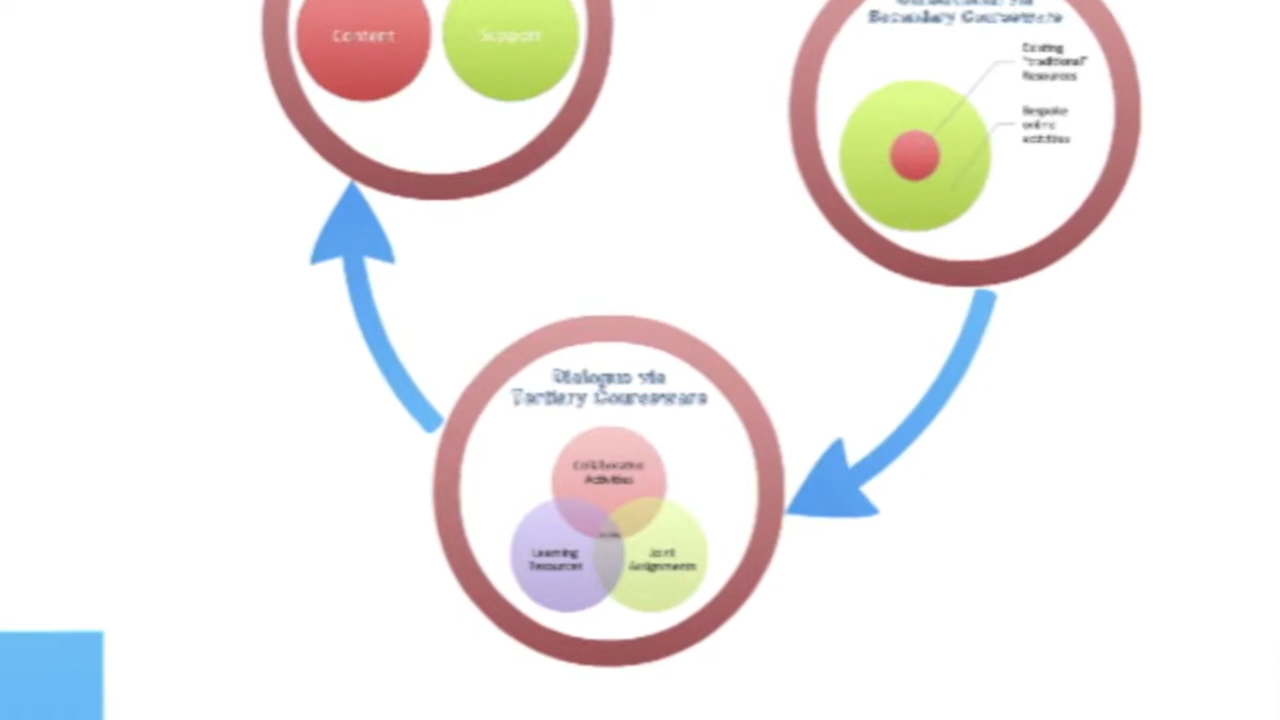 Content
Support
via
Secondary Courseware
Existing
"traditional"
Resources
Bespoke
online
activities
Dialogue via
Tertiary Courseware
Collaborative
Activities
Learning
Resources
Joint
Assignments